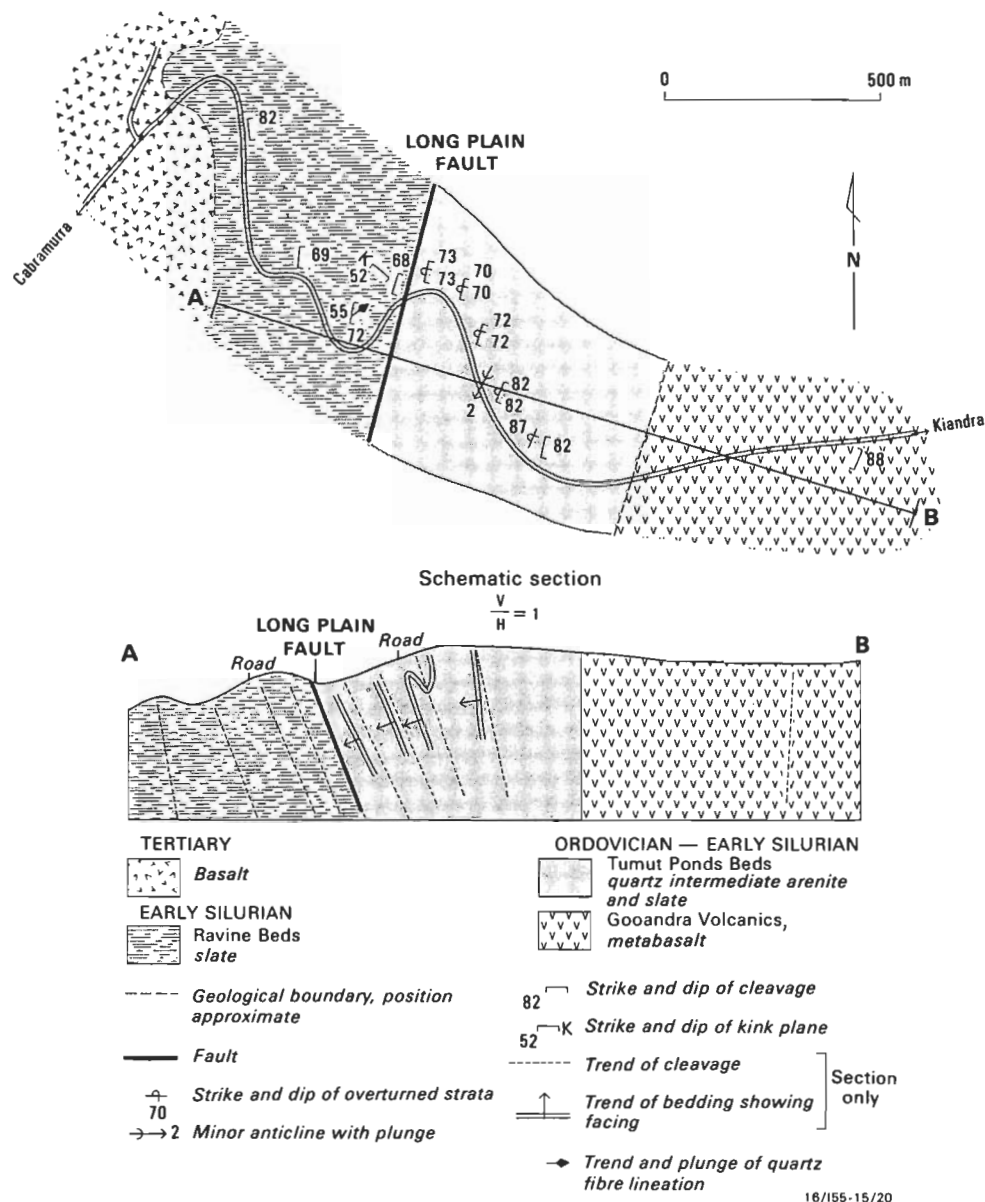 0 500 m
LONG PLAIN
FAULT
82
69
K
52
68
73
73
70
70
72
72
55
72
82
82
2
87
82
88
Cabramurra
Kiandra
N
A
B
Schematic section
V
H = 1
A
B
LONG PLAIN
FAULT
Road
Road
TERTIARY
Basalt
EARLY SILURIAN
Ravine Beds
slate
Geological boundary, position
approximate
Fault
70
Strike and dip of overturned strata
2 Minor anticline with plunge
ORDOVICIAN — EARLY SILURIAN
Tumut Ponds Beds
quartz intermediate arenite
and slate
Gooandra Volcanics,
metabasalt
82 Strike and dip of cleavage
52 K Strike and dip of kink plane
Trend of cleavage
Trend of bedding showing
facing
Section
only
Trend and plunge of quartz
fibre lineation
16/I55-15/20